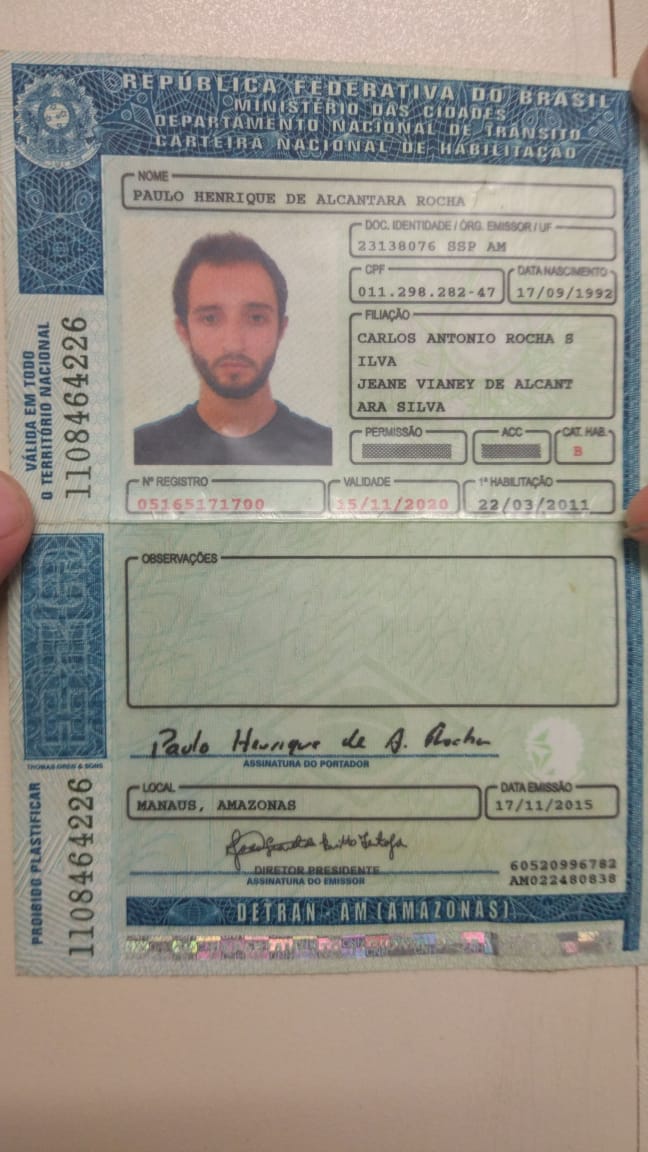 REPÚBLICA FEDERATIVA DO BRASIL
MINISTÉRIO DAS CIDADES
DEPARTAMENTO NACIONAL DE TRÂNSITO
CARTEIRA NACIONAL DE HABILITAÇÃO
NOME
PAULO HENRIQUE DE ALCANTARA ROCHA
DOC. IDENTIDADE / ÓRG. EMISSOR / UF
23138076 SSP AM
CPF
011.298.282-47
DATA NASCIMENTO
17/09/1992
FILIAÇÃO
CARLOS ANTONIO ROCHA S
ILVA
JEANE VIANEY DE ALCANT
ARA SILVA
PERMISSÃO
ACC
CAT. HAB.
B
Nº REGISTRO
05165171700
VALIDADE
15/11/2020
1ª HABILITAÇÃO
22/03/2011
VÁLIDA EM TODO
O TERRITÓRIO NACIONAL
1108464226
OBSERVAÇÕES
Paulo Henrique de A. Rocha
ASSINATURA DO PORTADOR
THOMAS GREG & SONS
LOCAL
MANAUS, AMAZONAS
DATA EMISSÃO
17/11/2015
DIRETOR PRESIDENTE
ASSINATURA DO EMISSOR
60520996782
AM022480838
PROIBIDO PLASTIFICAR
1108464226
DETRAN - AM (AMAZONAS)